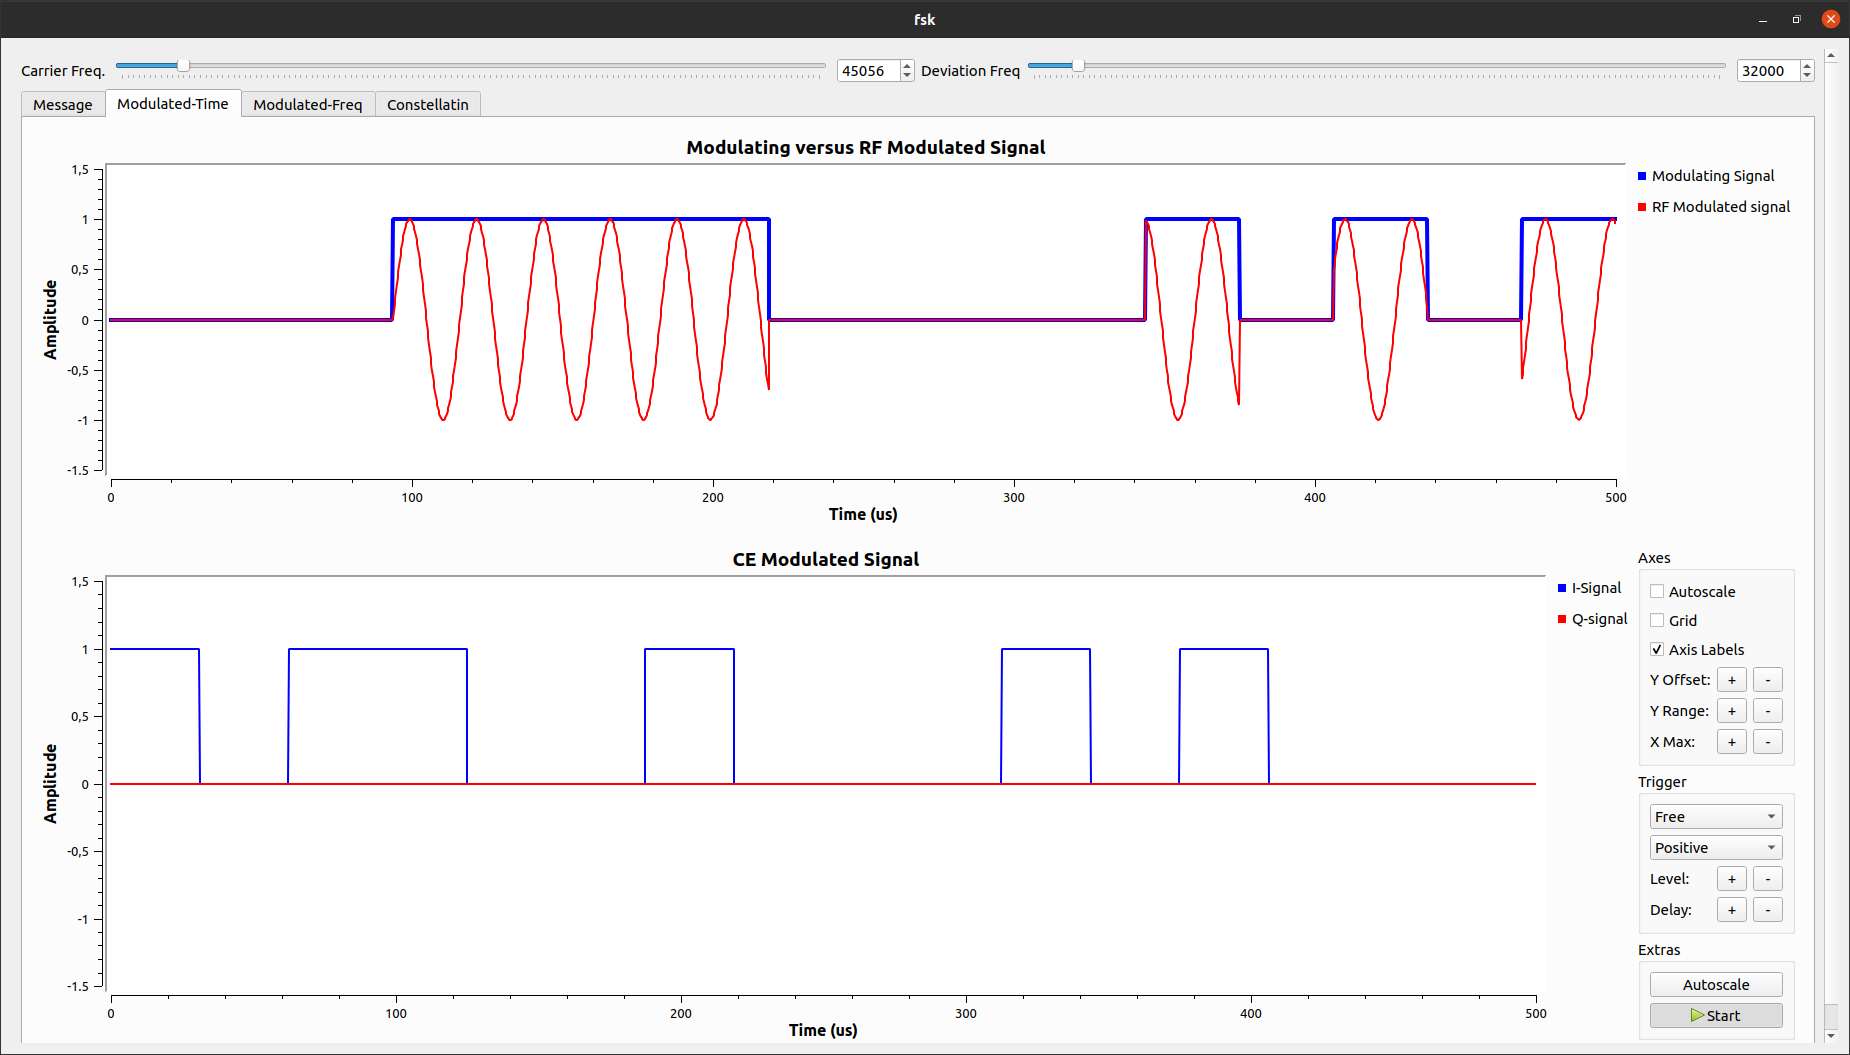 fsk
Carrier Freq. 45056 Deviation Freq 32000
Message Modulated-Time Modulated-Freq Constellatin
Modulating versus RF Modulated Signal
1,5
1
0,5
0
-0,5
-1
-1.5
Amplitude
0 100 200 300 400 500
Time (us)
Modulating Signal
RF Modulated signal
CE Modulated Signal
1,5
1
0,5
0
-0,5
-1
-1.5
Amplitude
0 100 200 300 400 500
Time (us)
I-Signal
Q-signal
Axes
Autoscale
Grid
Axis Labels
Y Offset: + -
Y Range: + -
X Max: + -
Trigger
Free
Positive
Level: + -
Delay: + -
Extras
Autoscale
Start